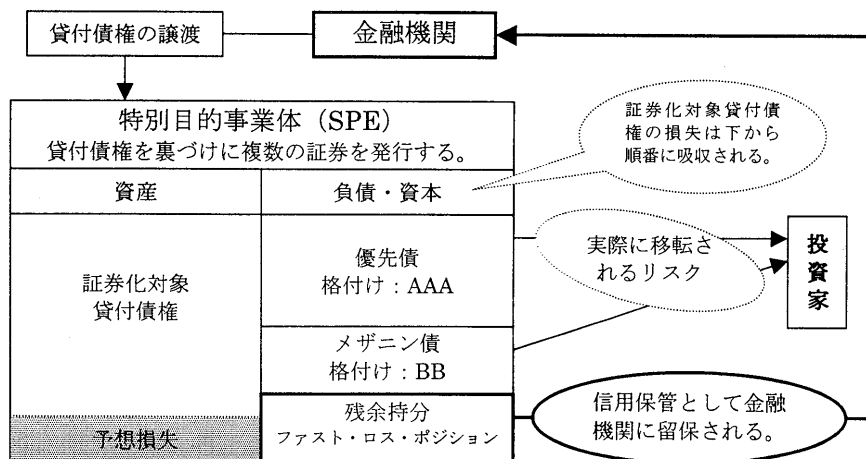 貸付債権の譲渡
金融機関
特別目的事業体(SPE)
貸付債権を裏づけに複数の証券を発行する。
証券化対象貸付債
権の損失は下から
順番に吸収される。
資産
負債・資本
証券化対象
貸付債権
優先債
格付け:AAA
実際に移転さ
れるリスク
投
資
家
メザニン債
格付け:BB
予想損失
残余持分
ファスト・ロス・ポジション
信用保管として金融
機関に留保される。